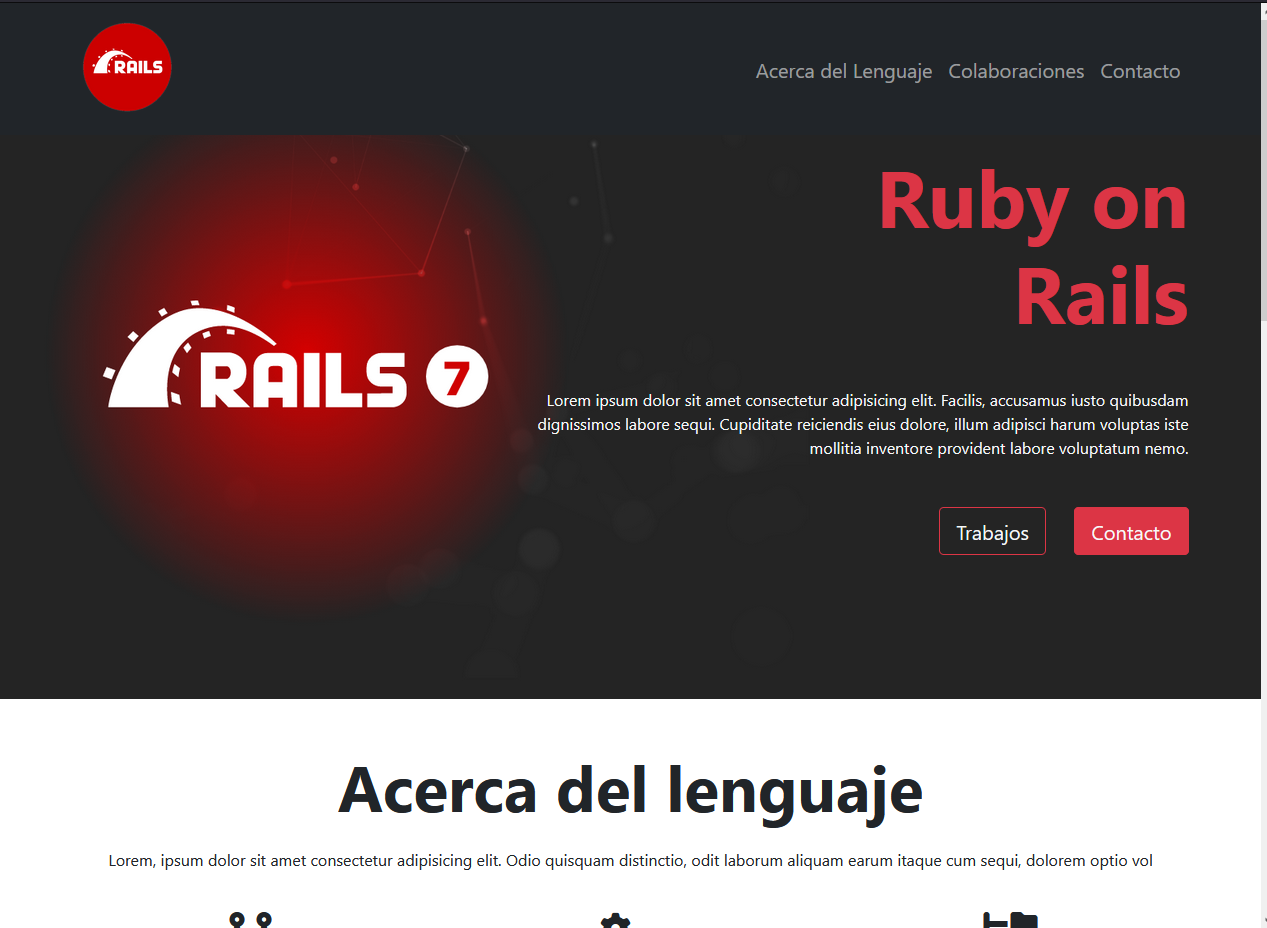 RAILS
Acerca del Lenguaje Colaboraciones Contacto
Ruby on
Rails
RAILS 7
Lorem ipsum dolor sit amet consectetur adipisicing elit. Facilis, accusamus iusto quibusdam
dignissimos labore sequi. Cupiditate reiciendis eius dolore, illum adipisci harum voluptas iste
mollitia inventore provident labore voluptatum nemo.
Trabajos Contacto
Acerca del lenguaje
Lorem, ipsum dolor sit amet consectetur adipisicing elit. Odio quisquam distinctio, odit laborum aliquam earum itaque cum sequi, dolorem optio vol